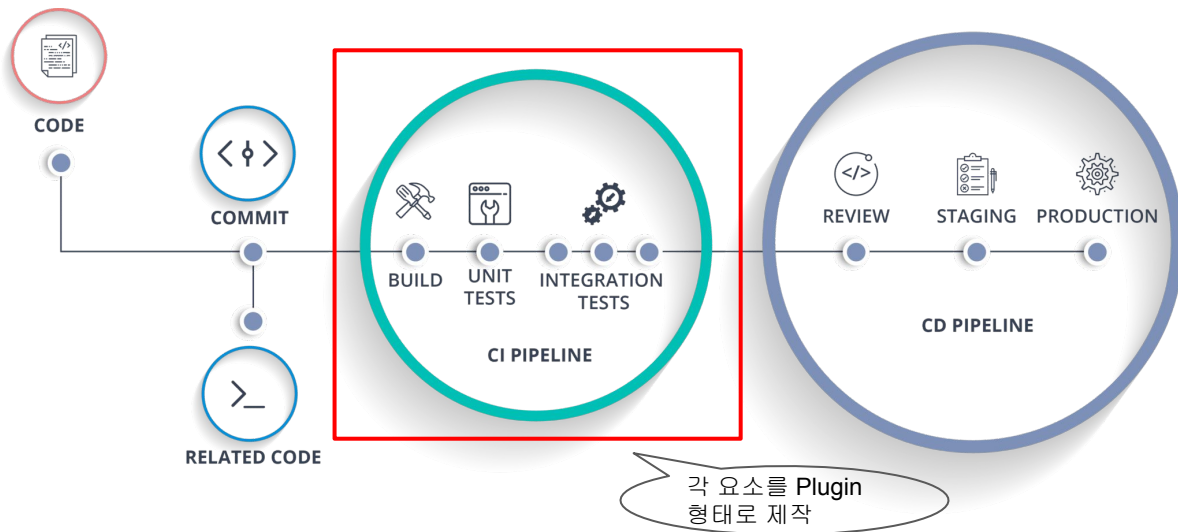 CODE
COMMIT
RELATED CODE
BUILD
UNIT
TESTS
INTEGRATION
TESTS
CI PIPELINE
REVIEW
STAGING
PRODUCTION
CD PIPELINE
각 요소를 Plugin
형태로 제작